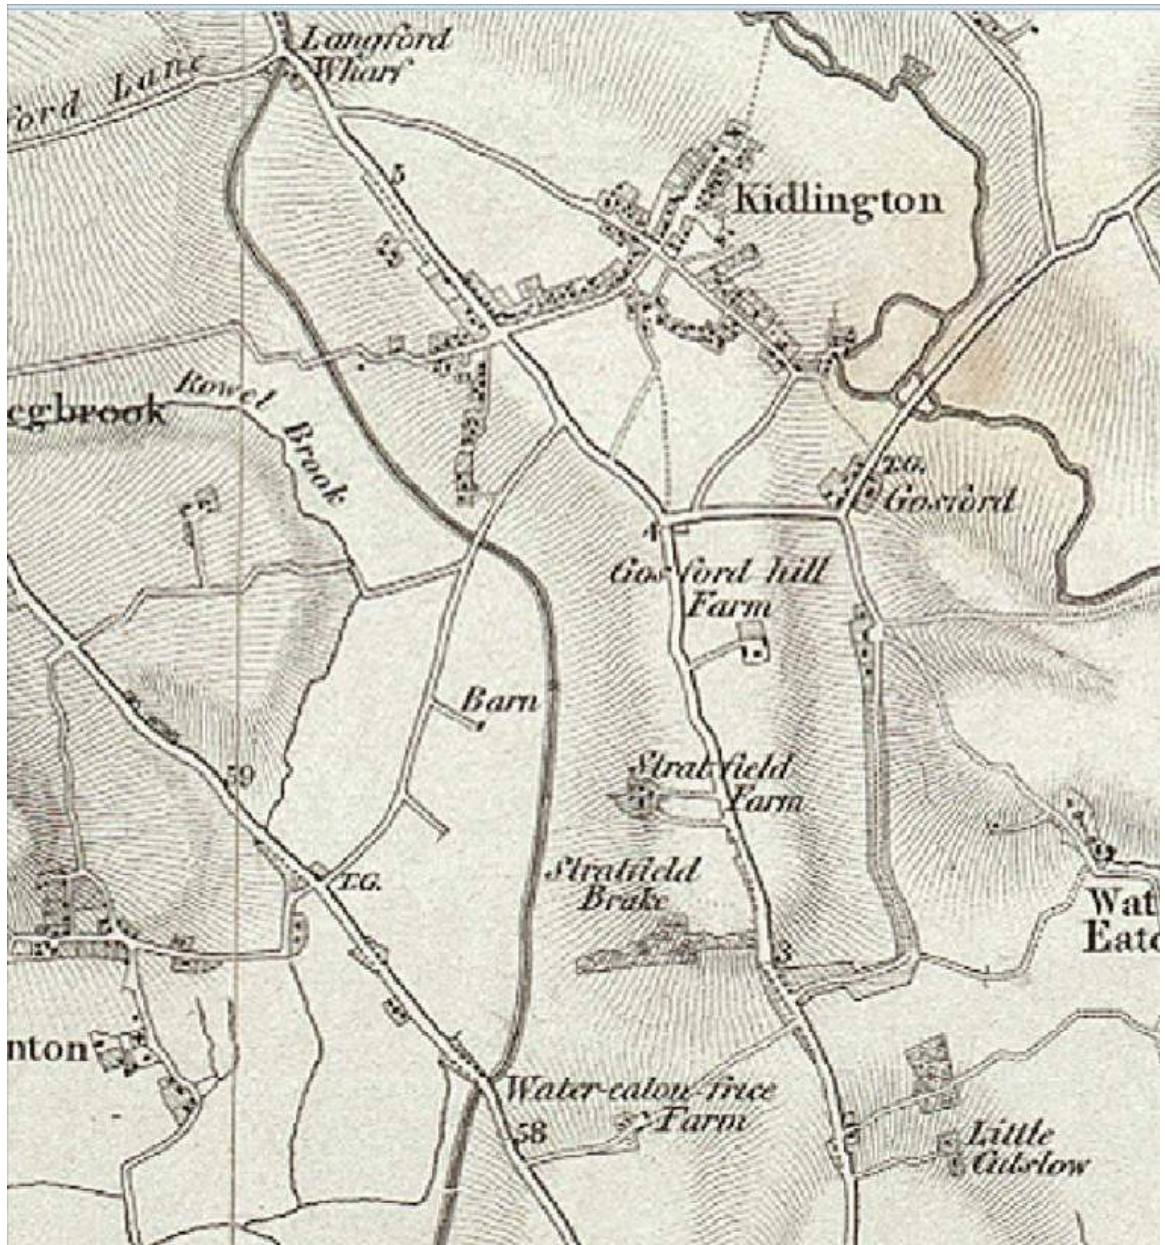 Langford
Wharf
ford Lane
5
Kidlington
Rowel
Brook
egbrook
T.G.
Gosford
4
Gosford hill
Farm
Barn
59
Stratfield
Farm
T.G.
Stratfield
Brake
Wat
Eato
3
nton
Water-eaton-frice
Farm
58
Little
Cutslow